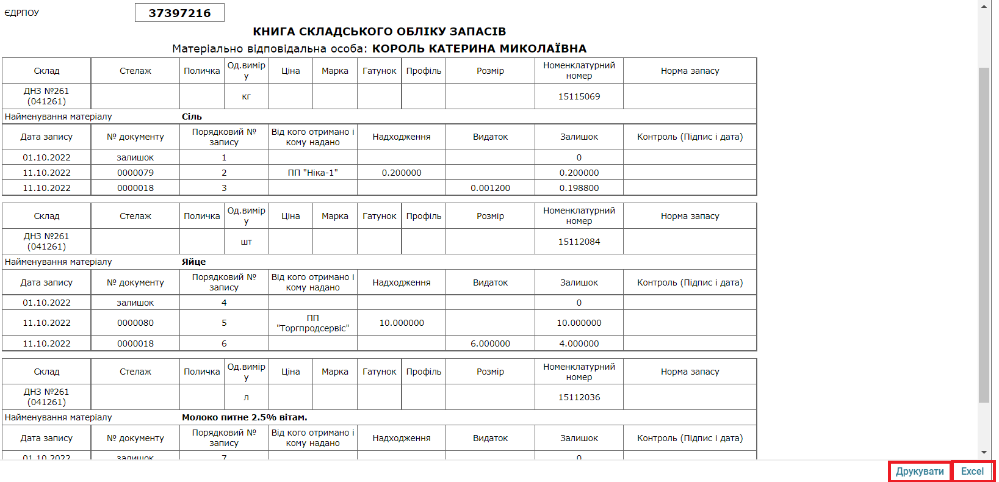 ЄДРПОУ 37397216
КНИГА СКЛАДСЬКОГО ОБЛІКУ ЗАПАСІВ
Матеріально відповідальна особа: КОРОЛЬ КАТЕРИНА МИКОЛАЇВНА
Склад Стелаж Поличка Од.виміру Ціна Марка Гатунок Профіль Розмір Номенклатурний номер Норма запасу
ДНЗ №261 (041261) кг 15115069
Найменування матеріалу Сіль
Дата запису № документу Порядковий № запису Від кого отримано і кому надано Надходження Видаток Залишок Контроль (Підпис і дата)
01.10.2022 залишок 1 0
11.10.2022 0000079 2 ПП "Ніка-1" 0.200000 0.200000
11.10.2022 0000018 3 0.001200 0.198800
Склад Стелаж Поличка Од.виміру Ціна Марка Гатунок Профіль Розмір Номенклатурний номер Норма запасу
ДНЗ №261 (041261) шт 15112084
Найменування матеріалу Яйце
Дата запису № документу Порядковий № запису Від кого отримано і кому надано Надходження Видаток Залишок Контроль (Підпис і дата)
01.10.2022 залишок 4 0
11.10.2022 0000080 5 ПП "Торгпродсервіс" 10.000000 10.000000
11.10.2022 0000018 6 6.000000 4.000000
Склад Стелаж Поличка Од.виміру Ціна Марка Гатунок Профіль Розмір Номенклатурний номер Норма запасу
ДНЗ №261 (041261) л 15112036
Найменування матеріалу Молоко питне 2.5% вітам.
Дата запису № документу Порядковий № запису Від кого отримано і кому надано Надходження Видаток Залишок Контроль (Підпис і дата)
01.10.2022 залишок 7 0
Друкувати Excel